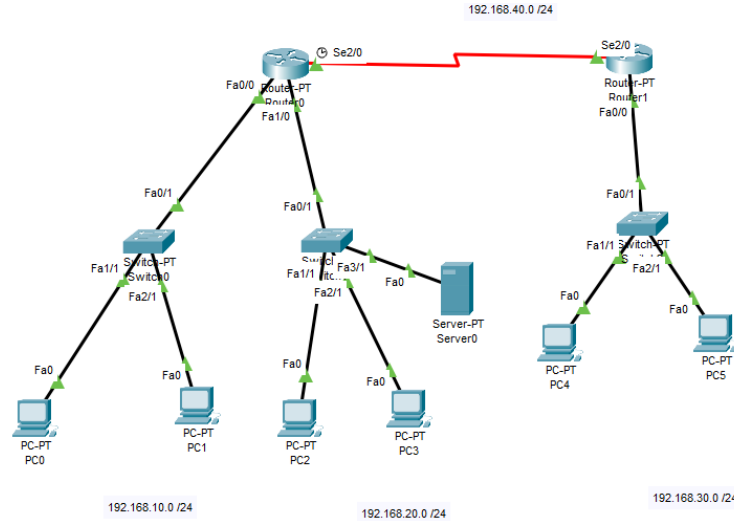 192.168.40.0 /24
Se2/0
Se2/0
Fa0/0
Router-PT
Router0
Fa1/0
Router-PT
Router1
Fa0/0
Fa0/1
Fa0/1
Fa0/1
Switch-PT
Switch0
Fa1/1
Fa2/1
Fa1/1
Fa3/1
Fa2/1
Fa0
Switch-PT
Fa1/1
Fa2/1
Server-PT
Server0
Fa0
Fa0
Fa0
Fa0
Fa0
Fa0
PC-PT
PC4
PC-PT
PC5
PC-PT
PC0
PC-PT
PC1
PC-PT
PC2
PC-PT
PC3
192.168.10.0 /24
192.168.20.0 /24
192.168.30.0 /24